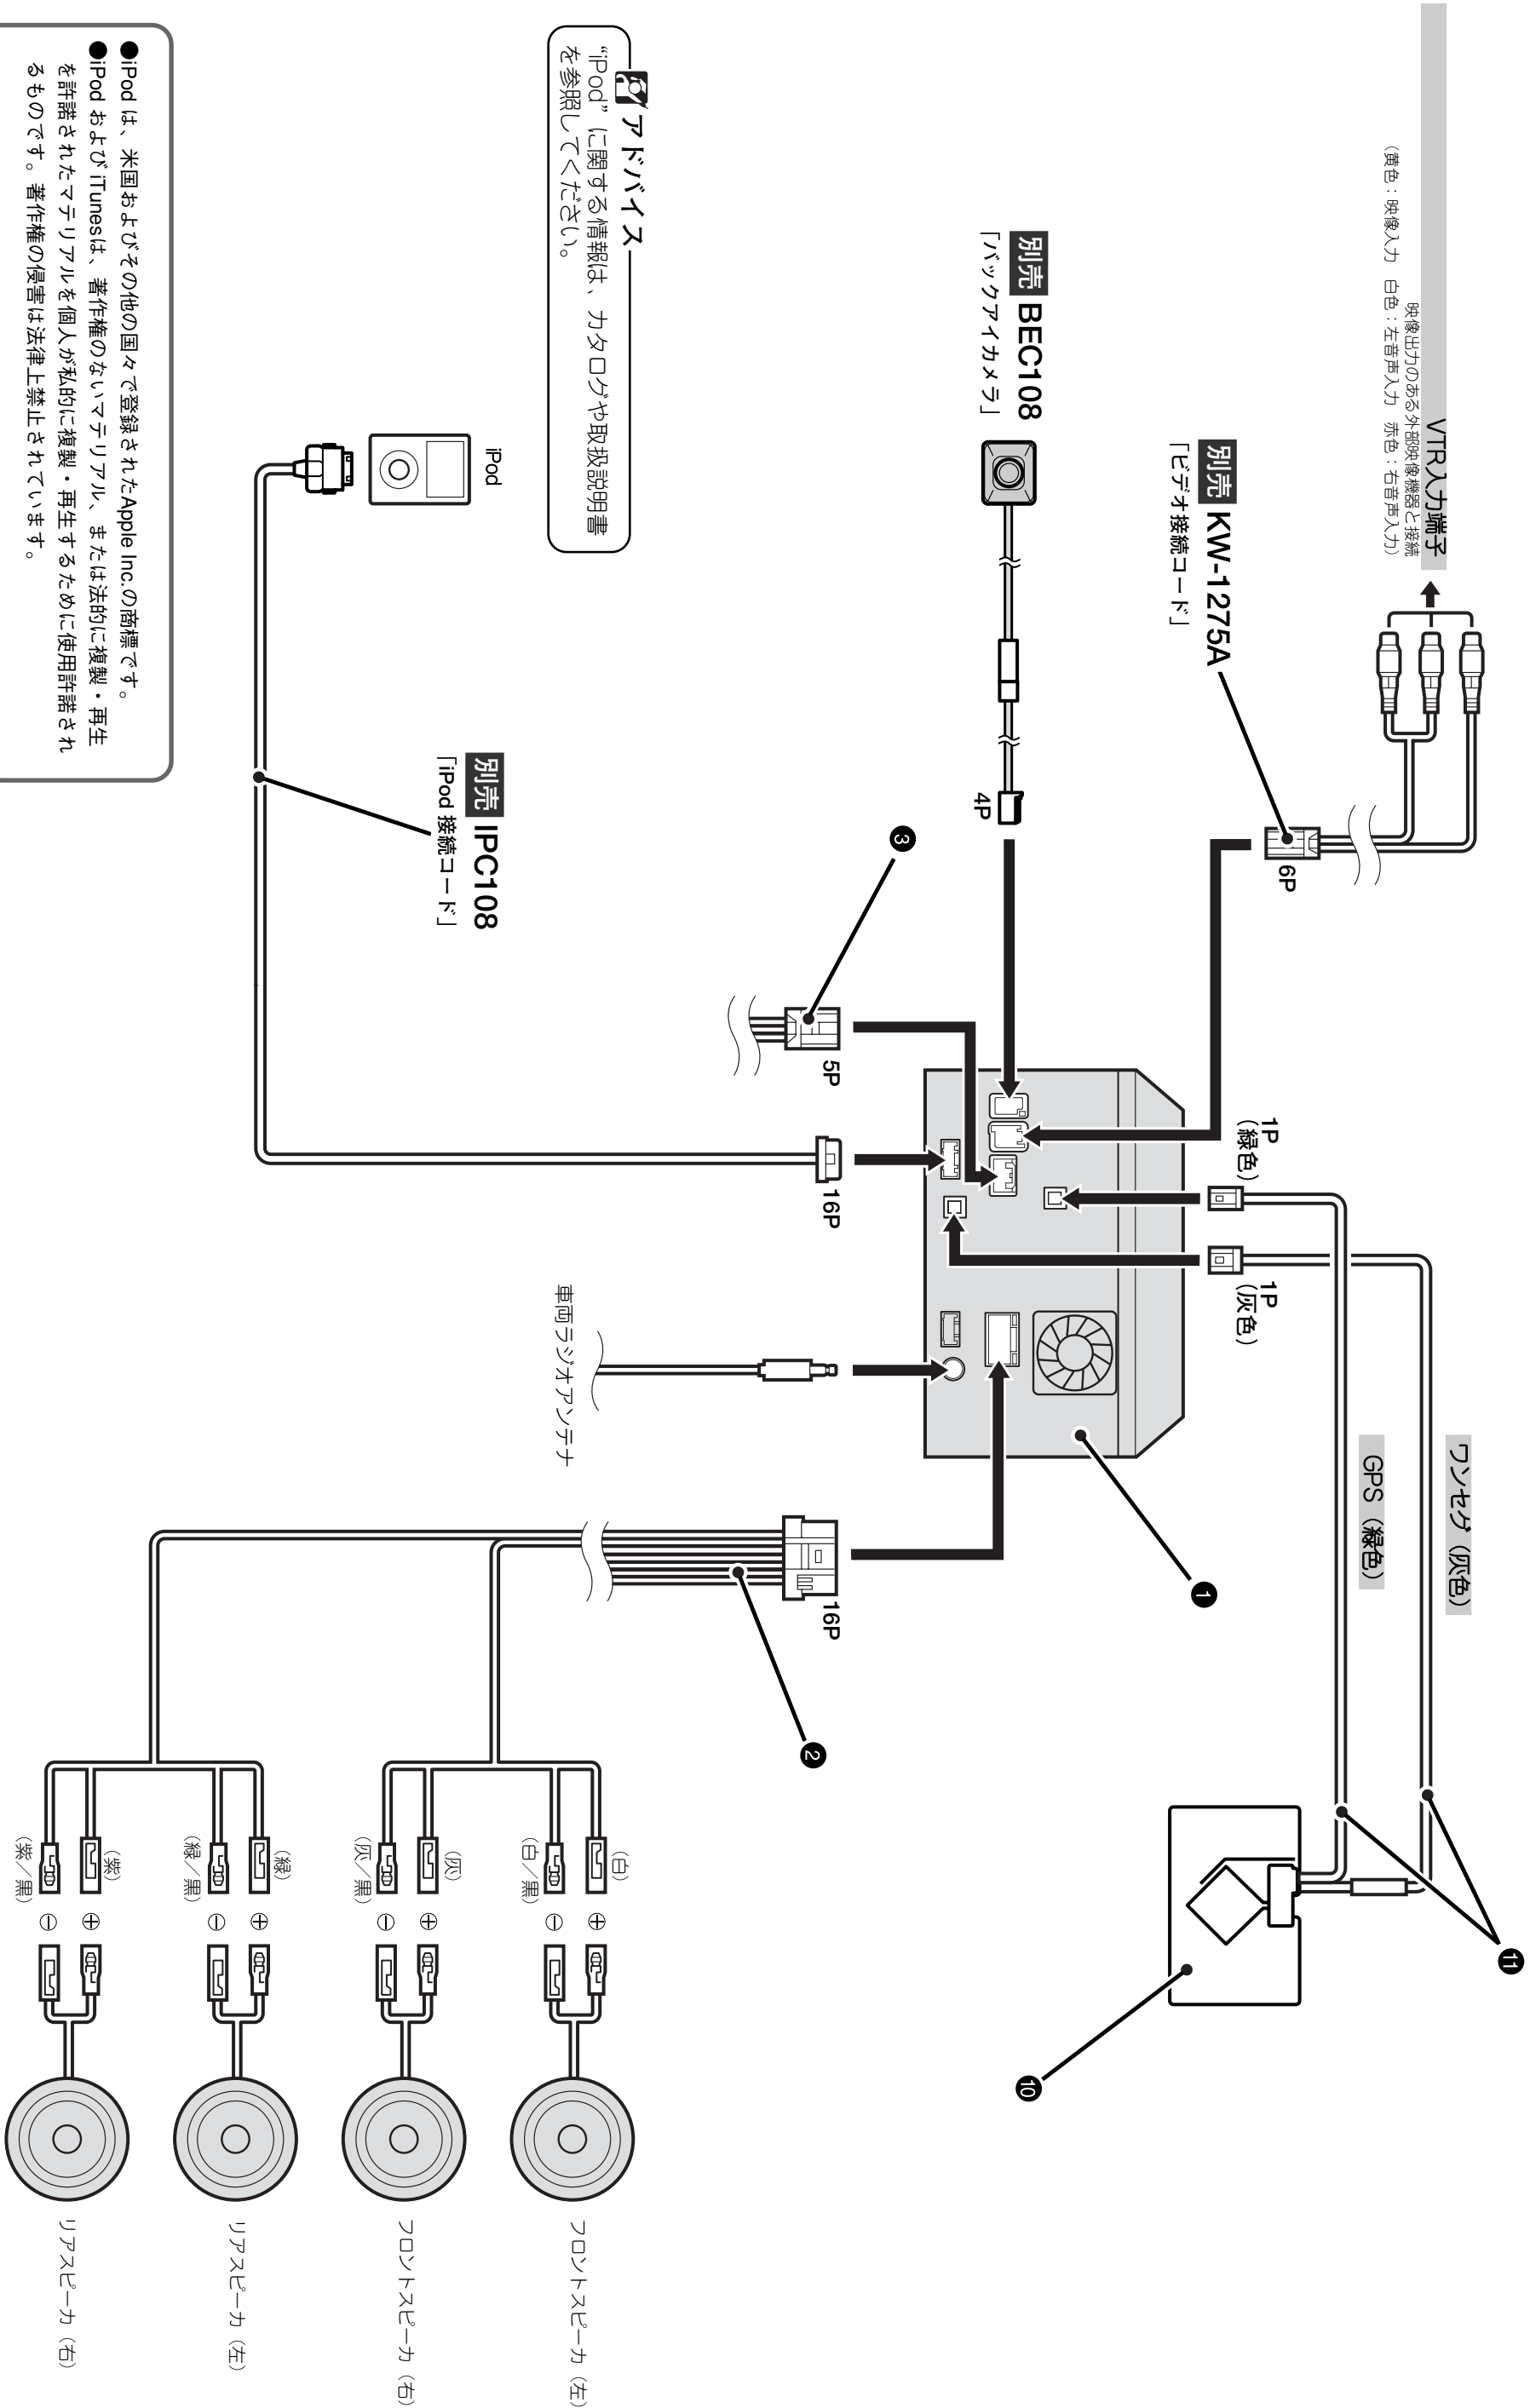 VTR入力端子
映像出力のある外部映像機器と接続
（黄色：映像入力　白色：左音声入力　赤色：右音声入力）
別売 KW-1275A
「ビデオ接続コード」
6P
別売 BEC108
「バックアイカメラ」
4P
❸
5P
1P
（緑色）
1P
（灰色）
ワンセグ（灰色）
GPS（緑色）
❶
⓫
❿
アドバイス
“iPod”に関する情報は、カタログや取扱説明書
を参照してください。
iPod
別売 IPC108
「iPod 接続コード」
16P
車両ラジオアンテナ
16P
❷
（白）
（白／黒）
⊕
⊖
フロントスピーカ（左）
（灰）
（灰／黒）
⊕
⊖
フロントスピーカ（右）
（緑）
（緑／黒）
⊕
⊖
リアスピーカ（左）
（紫）
（紫／黒）
⊕
⊖
リアスピーカ（右）
●iPod は、米国およびその他の国々で登録されたApple Inc.の商標です。
●iPod および iTunesは、著作権のないマテリアル、または法的に複製・再生
を許諾されたマテリアルを個人が私的に複製・再生するために使用許諾され
るものです。著作権の侵害は法律上禁止されています。